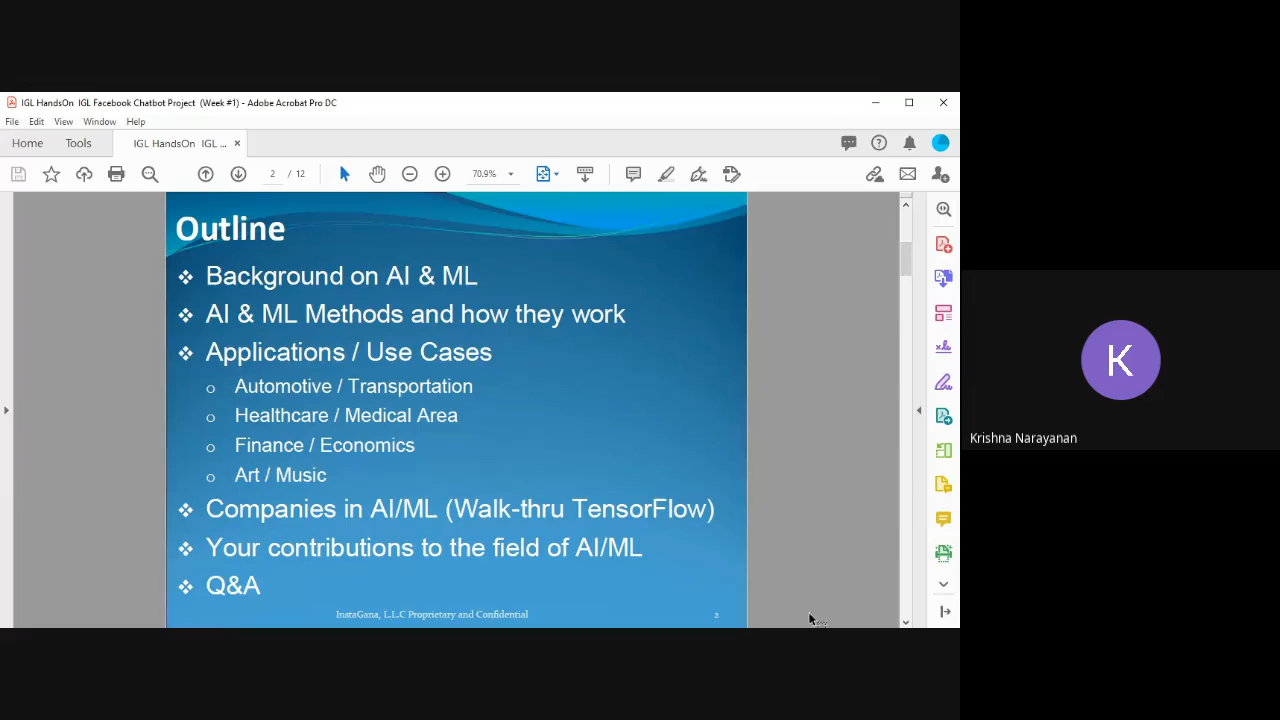 IGL HandsOn IGL Facebook Chatbot Project (Week #1) - Adobe Acrobat Pro DC
File Edit View Window Help
Home Tools IGL HandsOn IGL ... ×
2 / 12 70.9%
Outline
❖ Background on AI & ML
❖ AI & ML Methods and how they work
❖ Applications / Use Cases
o Automotive / Transportation
o Healthcare / Medical Area
o Finance / Economics
o Art / Music
❖ Companies in AI/ML (Walk-thru TensorFlow)
❖ Your contributions to the field of AI/ML
❖ Q&A
InstaGana, L.L.C Proprietary and Confidential 2
K
Krishna Narayanan